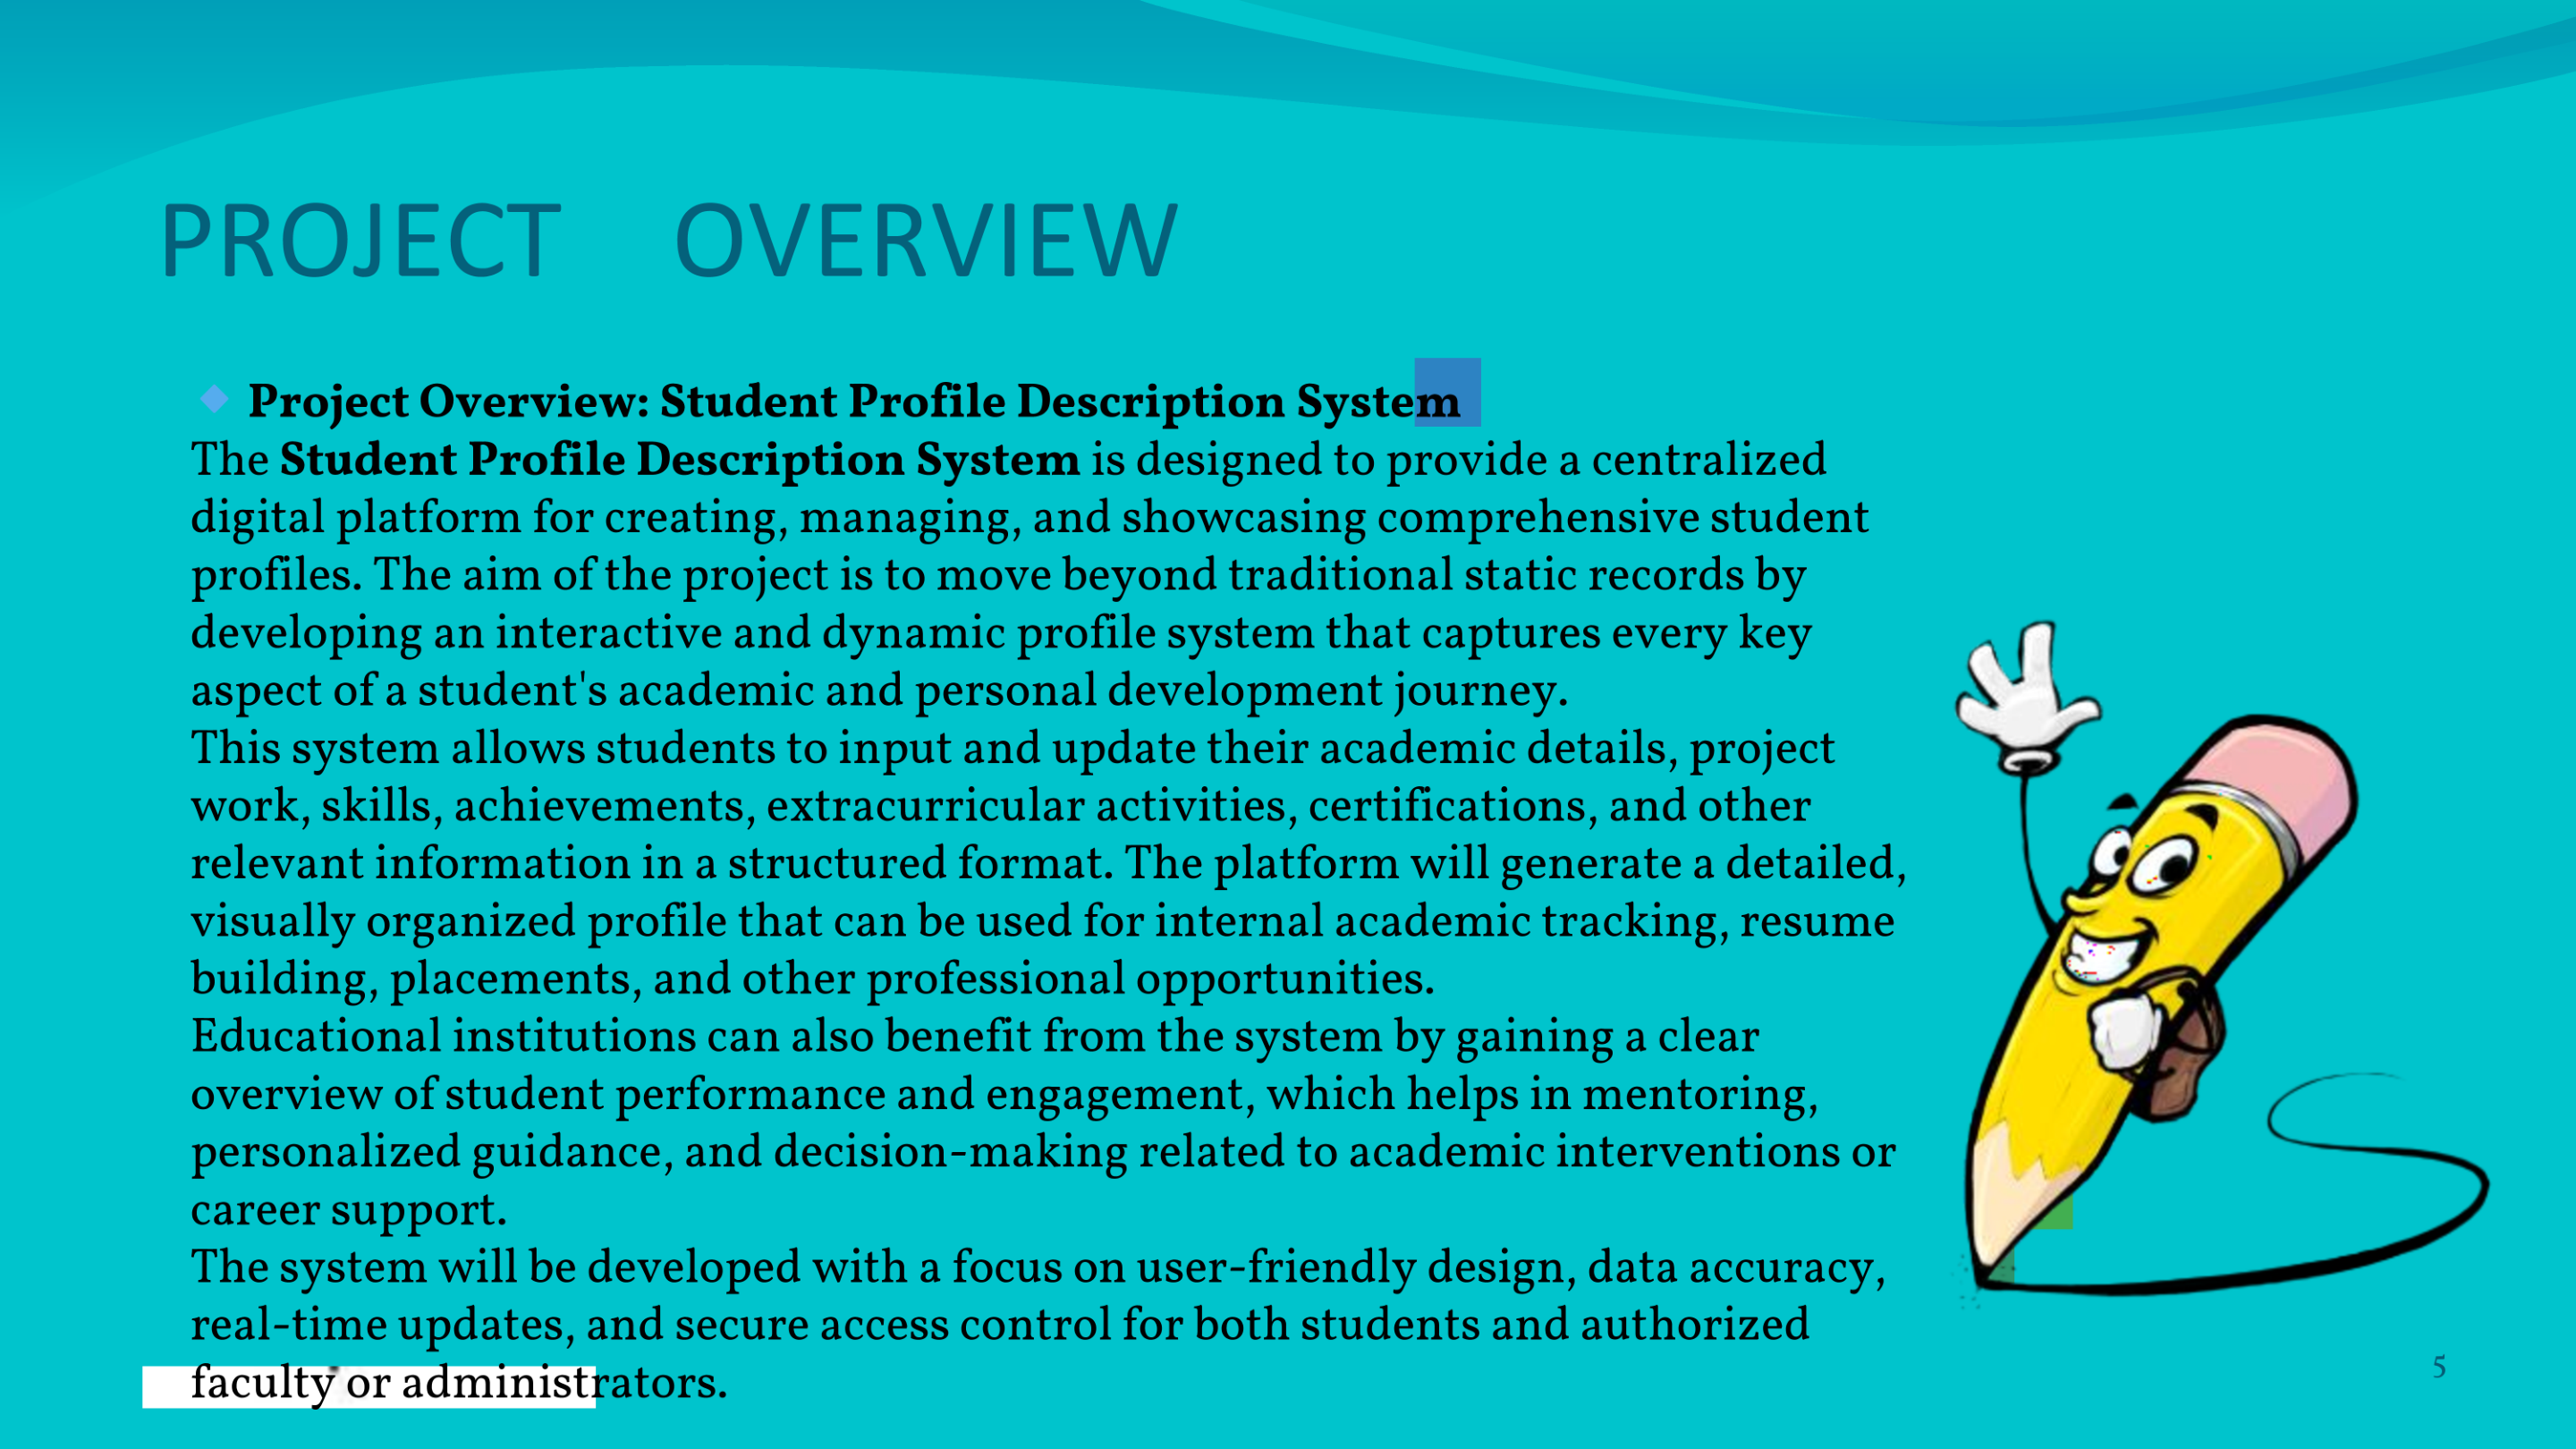 PROJECT OVERVIEW
Project Overview: Student Profile Description System
The Student Profile Description System is designed to provide a centralized
digital platform for creating, managing, and showcasing comprehensive student
profiles. The aim of the project is to move beyond traditional static records by
developing an interactive and dynamic profile system that captures every key
aspect of a student's academic and personal development journey.
This system allows students to input and update their academic details, project
work, skills, achievements, extracurricular activities, certifications, and other
relevant information in a structured format. The platform will generate a detailed,
visually organized profile that can be used for internal academic tracking, resume
building, placements, and other professional opportunities.
Educational institutions can also benefit from the system by gaining a clear
overview of student performance and engagement, which helps in mentoring,
personalized guidance, and decision-making related to academic interventions or
career support.
The system will be developed with a focus on user-friendly design, data accuracy,
real-time updates, and secure access control for both students and authorized
faculty or administrators.
5